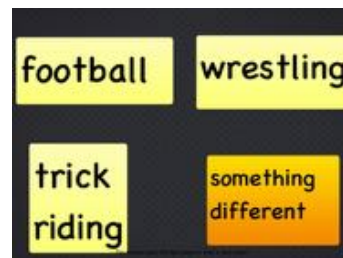 football
wrestling
trick
riding
something
different